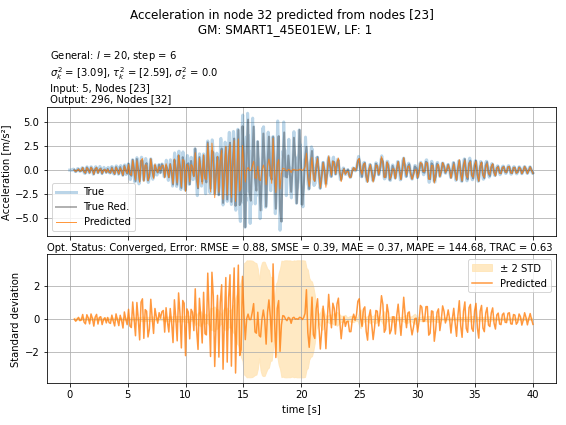 Acceleration in node 32 predicted from nodes [23]
GM: SMART1_45E01EW, LF: 1
General: l = 20, step = 6
σ²ₖ = [3.09], τ²ₖ = [2.59], σ²ε = 0.0
Input: 5, Nodes [23]
Output: 296, Nodes [32]
Acceleration [m/s²]
5.0
2.5
0.0
−2.5
−5.0
True
True Red.
Predicted
Opt. Status: Converged, Error: RMSE = 0.88, SMSE = 0.39, MAE = 0.37, MAPE = 144.68, TRAC = 0.63
Standard deviation
2
0
−2
± 2 STD
Predicted
0 5 10 15 20 25 30 35 40
time [s]